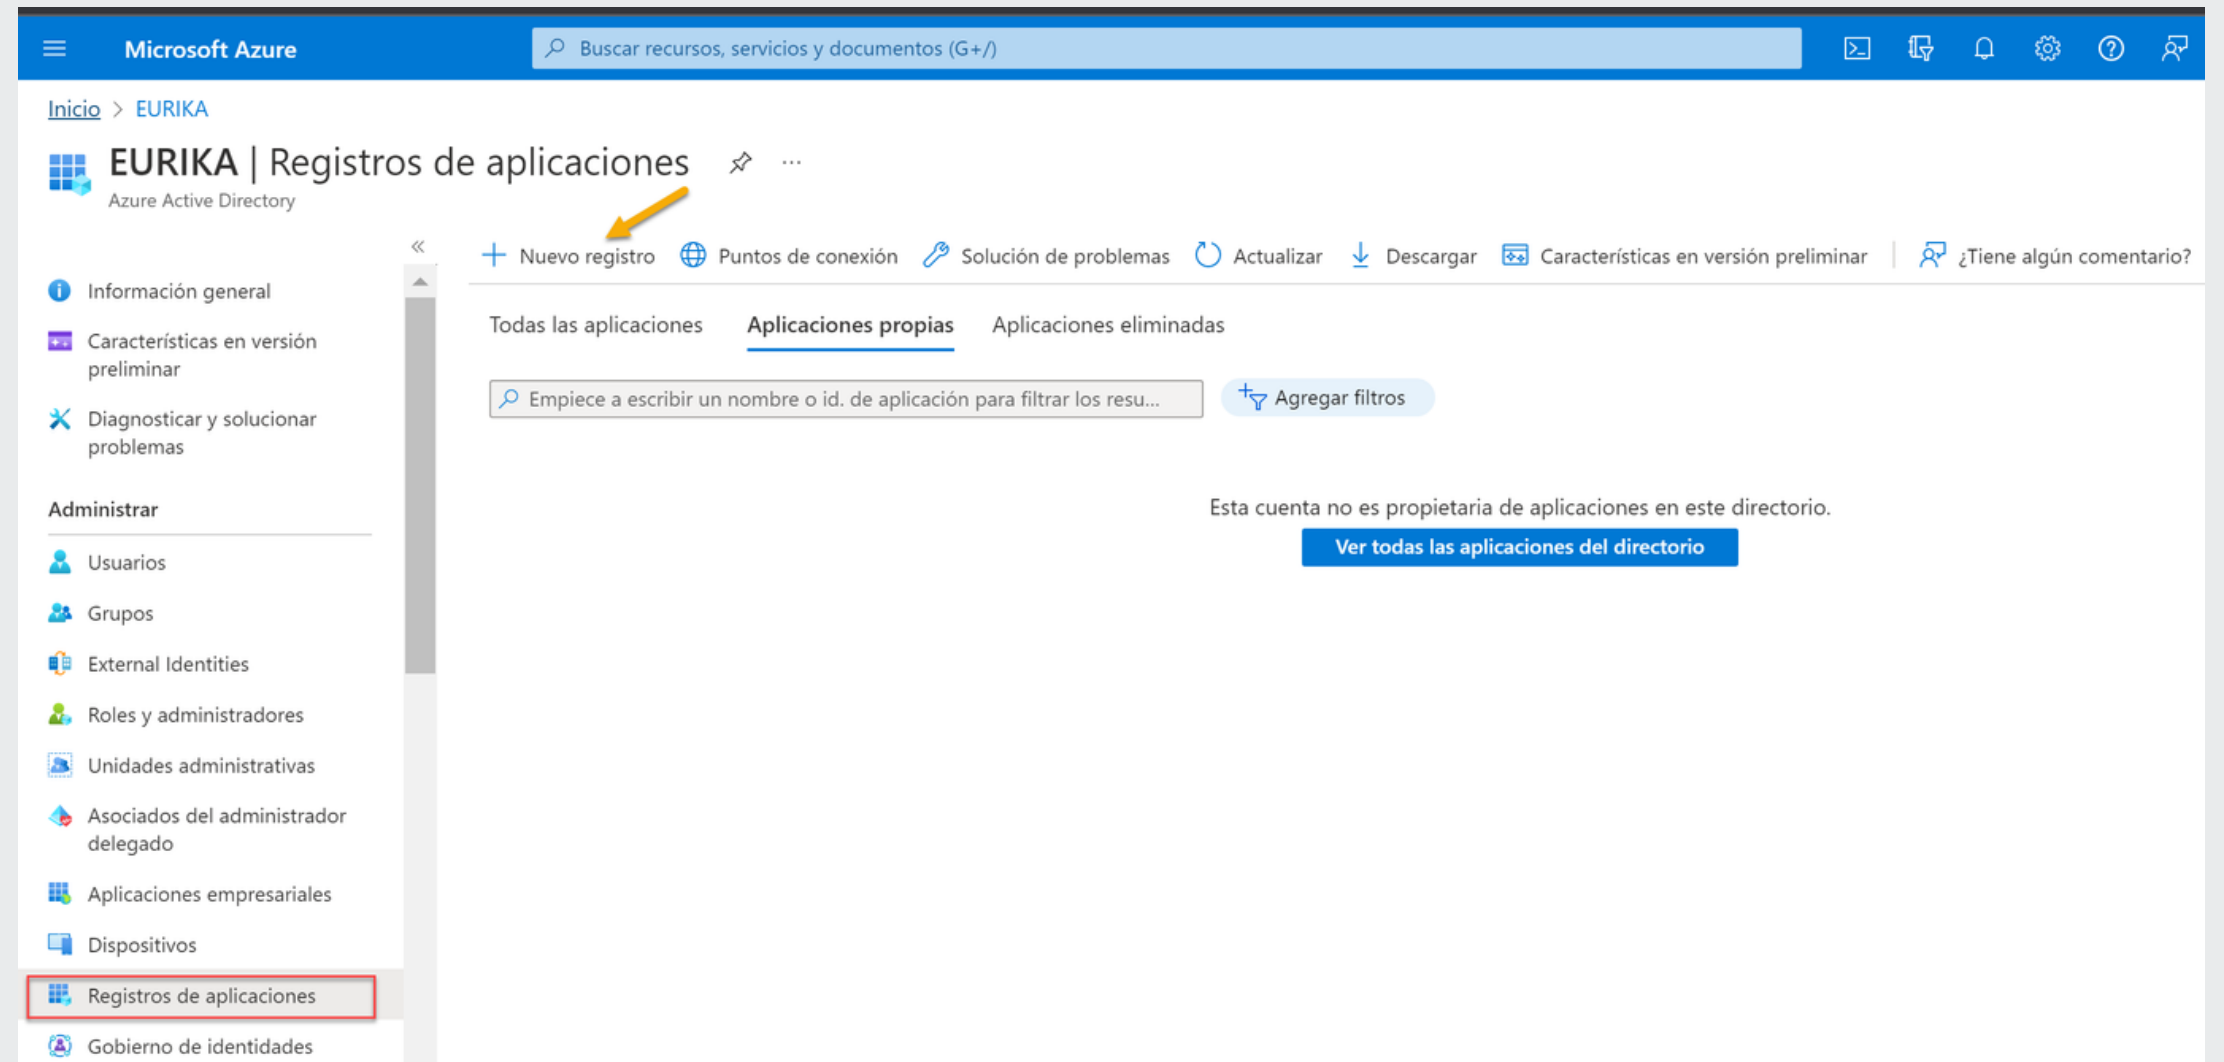 Microsoft Azure
Buscar recursos, servicios y documentos (G+/)
Inicio > EURIKA
EURIKA | Registros de aplicaciones
Azure Active Directory
Nuevo registro
Puntos de conexión
Solución de problemas
Actualizar
Descargar
Características en versión preliminar
¿Tiene algún comentario?
Información general
Características en versión
preliminar
Diagnosticar y solucionar
problemas
Administrar
Usuarios
Grupos
External Identities
Roles y administradores
Unidades administrativas
Asociados del administrador
delegado
Aplicaciones empresariales
Dispositivos
Registros de aplicaciones
Gobierno de identidades
Todas las aplicaciones
Aplicaciones propias
Aplicaciones eliminadas
Empiece a escribir un nombre o id. de aplicación para filtrar los resu...
Agregar filtros
Esta cuenta no es propietaria de aplicaciones en este directorio.
Ver todas las aplicaciones del directorio